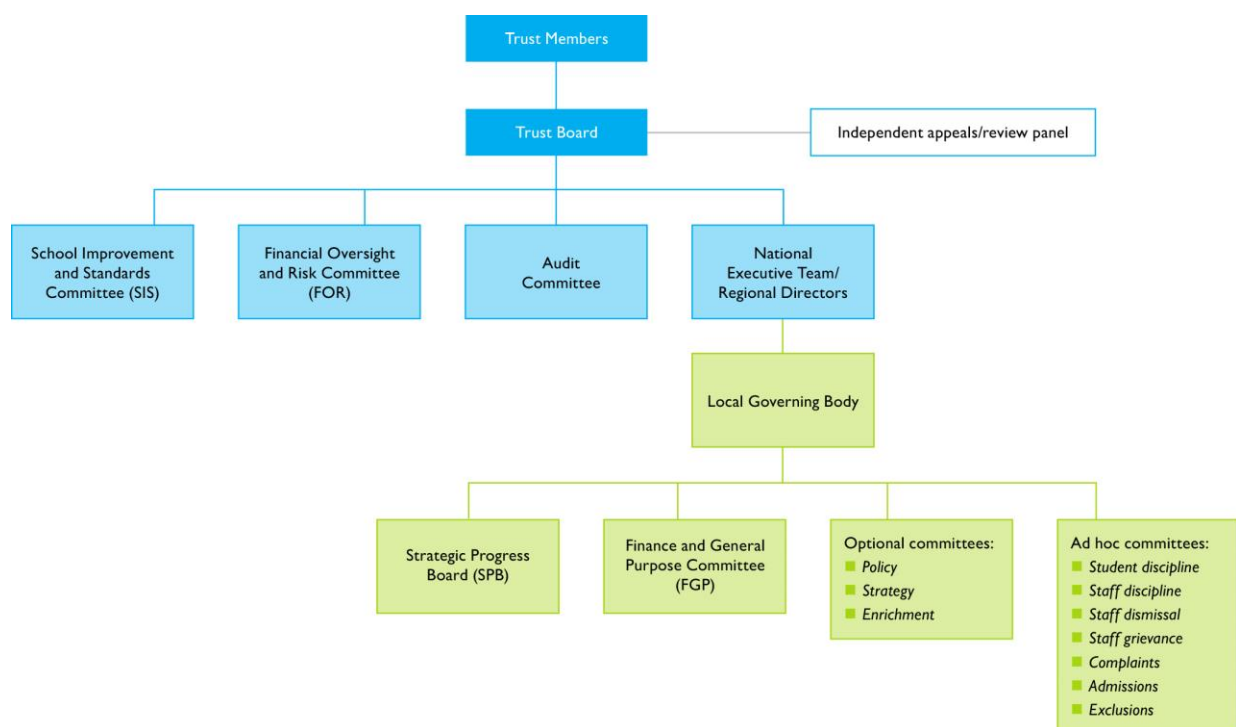 Trust Members
Trust Board
Independent appeals/review panel
School Improvement
and Standards
Committee (SIS)
Financial Oversight
and Risk Committee
(FOR)
Audit
Committee
National
Executive Team/
Regional Directors
Local Governing Body
Strategic Progress
Board (SPB)
Finance and General
Purpose Committee
(FGP)
Optional committees:
Policy
Strategy
Enrichment
Ad hoc committees:
Student discipline
Staff discipline
Staff dismissal
Staff grievance
Complaints
Admissions
Exclusions